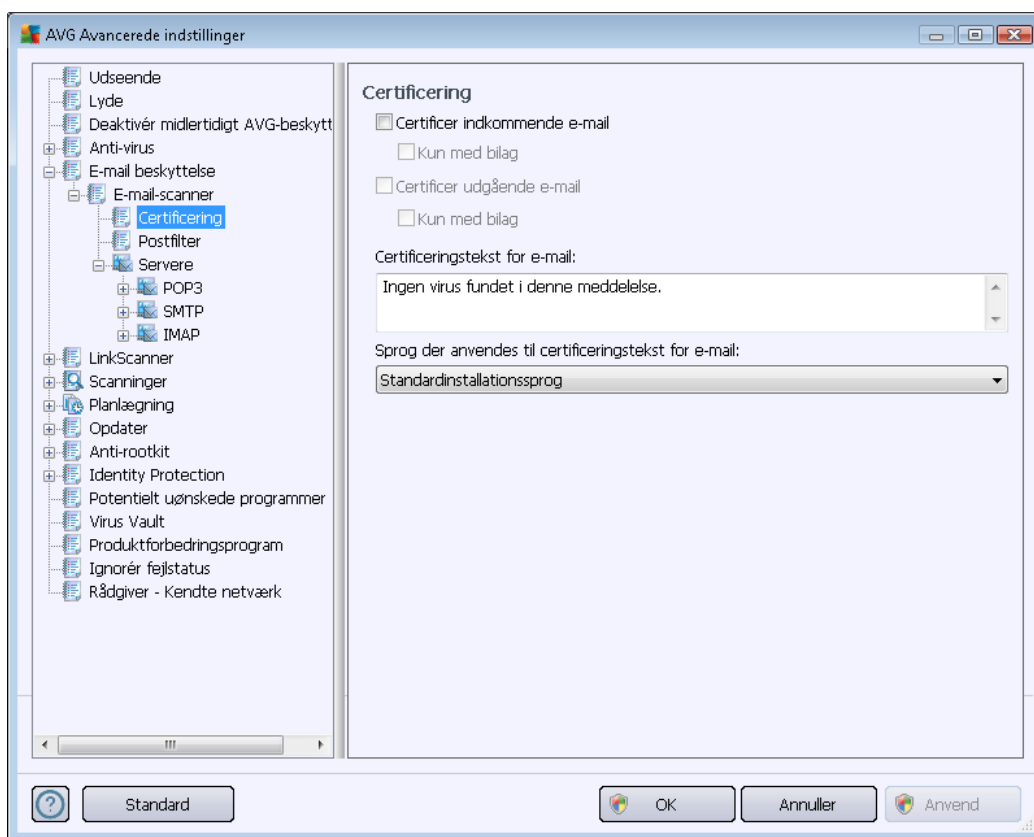 AVG Avancerede indstillinger
Udseende
Lyde
Deaktivér midlertidigt AVG-beskytt
Anti-virus
E-mail beskyttelse
E-mail-scanner
Certificering
Postfilter
Servere
POP3
SMTP
IMAP
LinkScanner
Scanninger
Planlægning
Opdater
Anti-rootkit
Identity Protection
Potentielt uønskede programmer
Virus Vault
Produktforbedringsprogram
Ignorér fejlstatus
Rådgiver - Kendte netværk
Certificering
Certificer indkommende e-mail
Kun med bilag
Certificer udgående e-mail
Kun med bilag
Certificeringstekst for e-mail:
Ingen virus fundet i denne meddelelse.
Sprog der anvendes til certificeringstekst for e-mail:
Standardinstallationssprog
Standard
OK
Annuller
Anvend